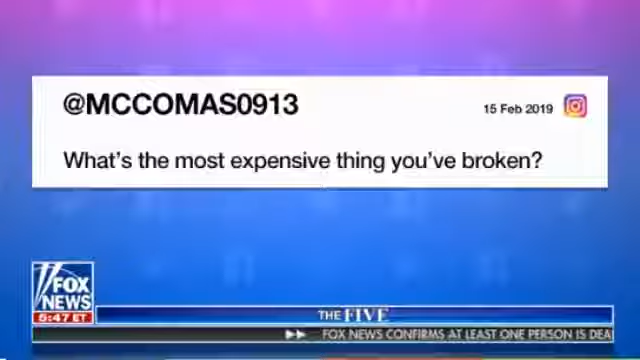 @MCCOMAS0913
15 Feb 2019
What's the most expensive thing you've broken?
FOX
NEWS
5:47 ET
THE FIVE
FOX NEWS CONFIRMS AT LEAST ONE PERSON IS DEA